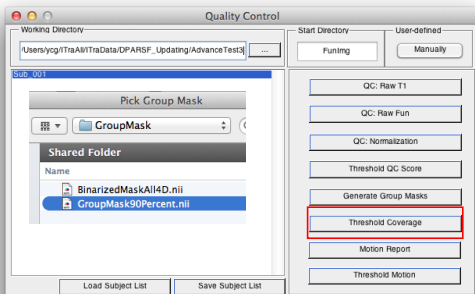 Quality Control
Working Directory
/Users/ycg/ITraAll/ITraData/DPARSF_Updating/AdvanceTest3
...
Start Directory
FunImg
User-defined
Manually
Sub_001
Pick Group Mask
GroupMask
Shared Folder
Name
BinarizedMaskAll4D.nii
GroupMask90Percent.nii
Load Subject List
Save Subject List
QC: Raw T1
QC: Raw Fun
QC: Normalization
Threshold QC Score
Generate Group Masks
Threshold Coverage
Motion Report
Threshold Motion